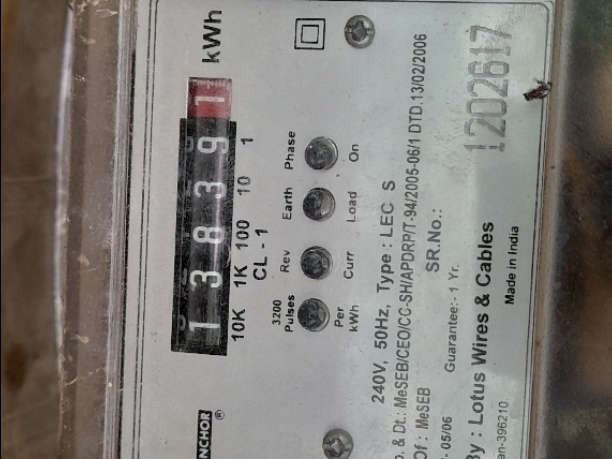 1 3 8 3 9 1 kWh
10K 1K 100 10 1
CL - 1
3200 Pulses Rev Earth Phase
Per kWh Curr Load On
NCHOR ®
240V, 50Hz, Type : LEC S
. & Dt.: MeSEB/CEO/CC-SH/APDRP/T-94/2005-06/1 DTD.13/02/2006
Of : MeSEB SR.No.: 1202617
05/06 Guarantee:- 1 Yr.
By : Lotus Wires & Cables
an-396210 Made in India